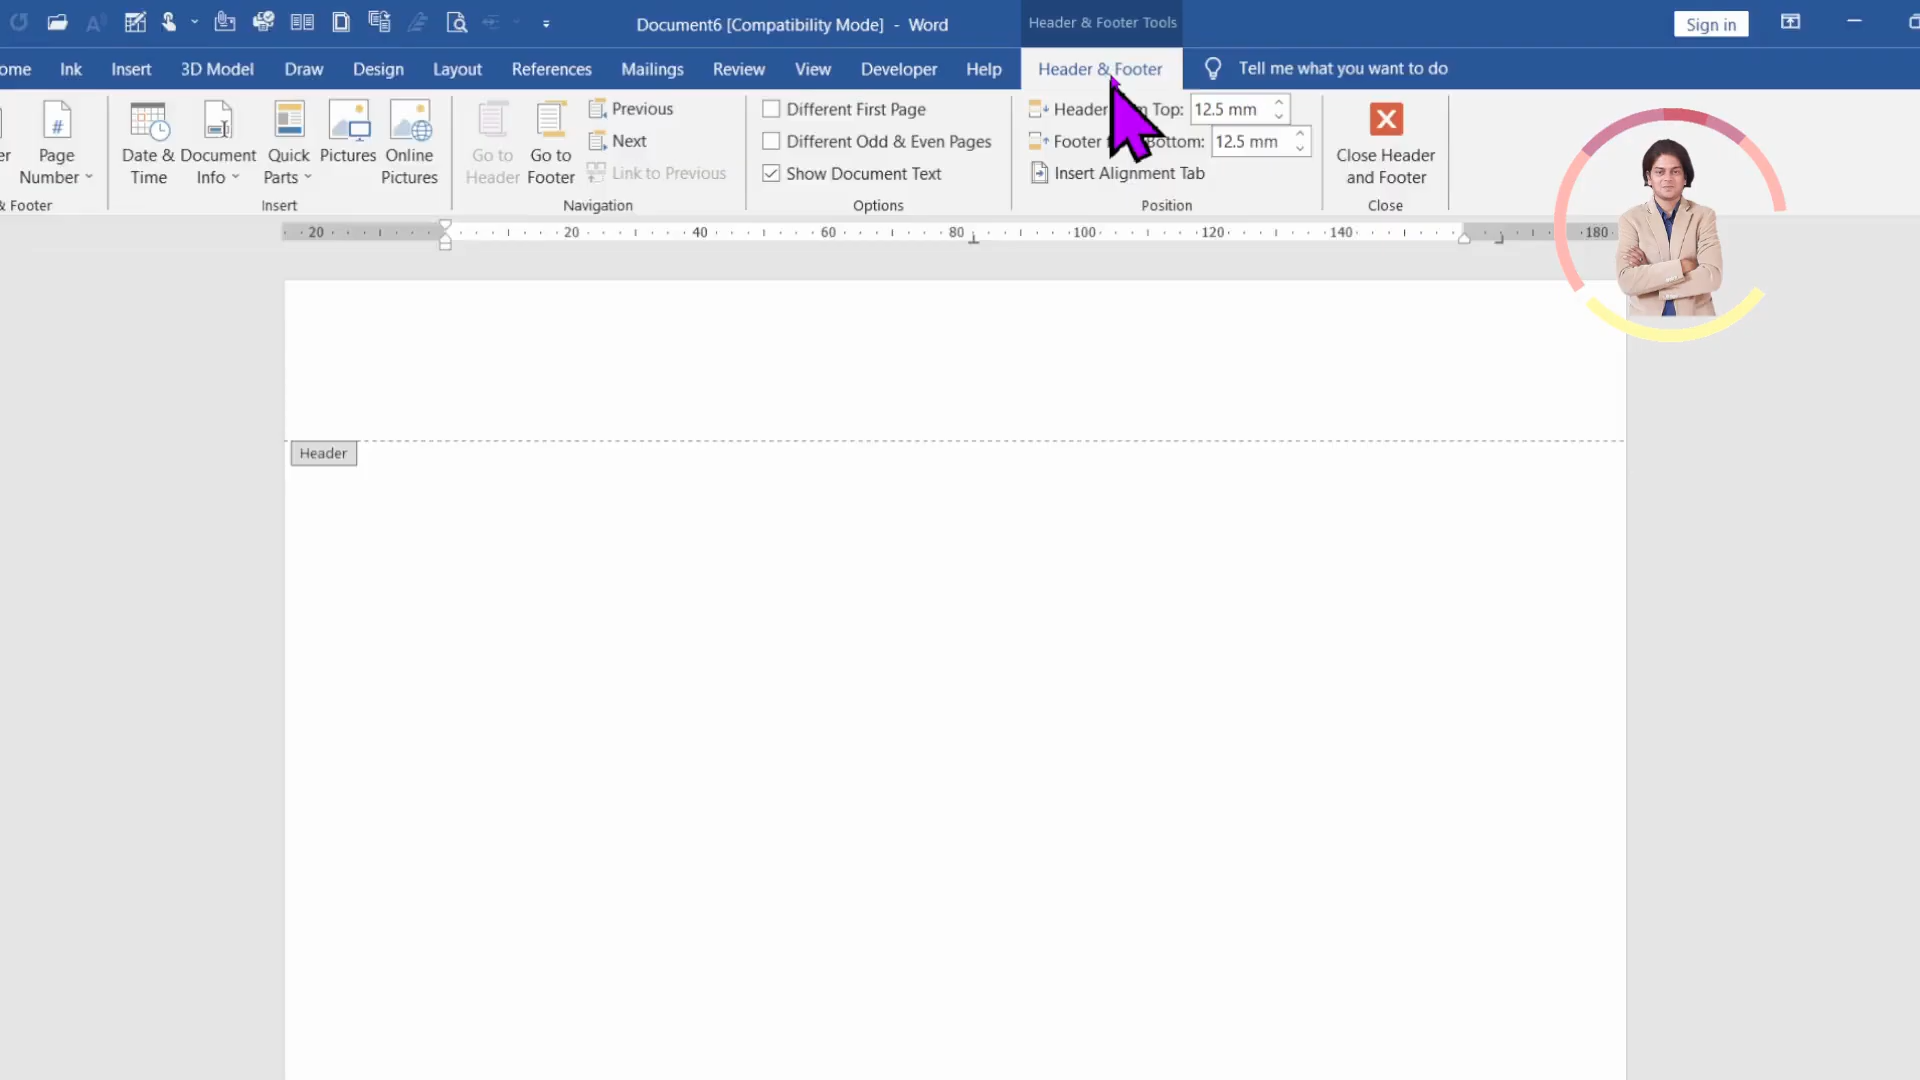 Document6 [Compatibility Mode] - Word
Header & Footer Tools
Sign in
ome Ink Insert 3D Model Draw Design Layout References Mailings Review View Developer Help Header & Footer Tell me what you want to do
er
Page Number
Date & Time
Document Info
Quick Parts
Pictures
Online Pictures
Go to Header
Go to Footer
Previous
Next
Link to Previous
Different First Page
Different Odd & Even Pages
Show Document Text
Header Top: 12.5 mm
Footer Bottom: 12.5 mm
Insert Alignment Tab
Close Header and Footer
& Footer
Insert
Navigation
Options
Position
Close
20 20 40 60 80 100 120 140 180
Header